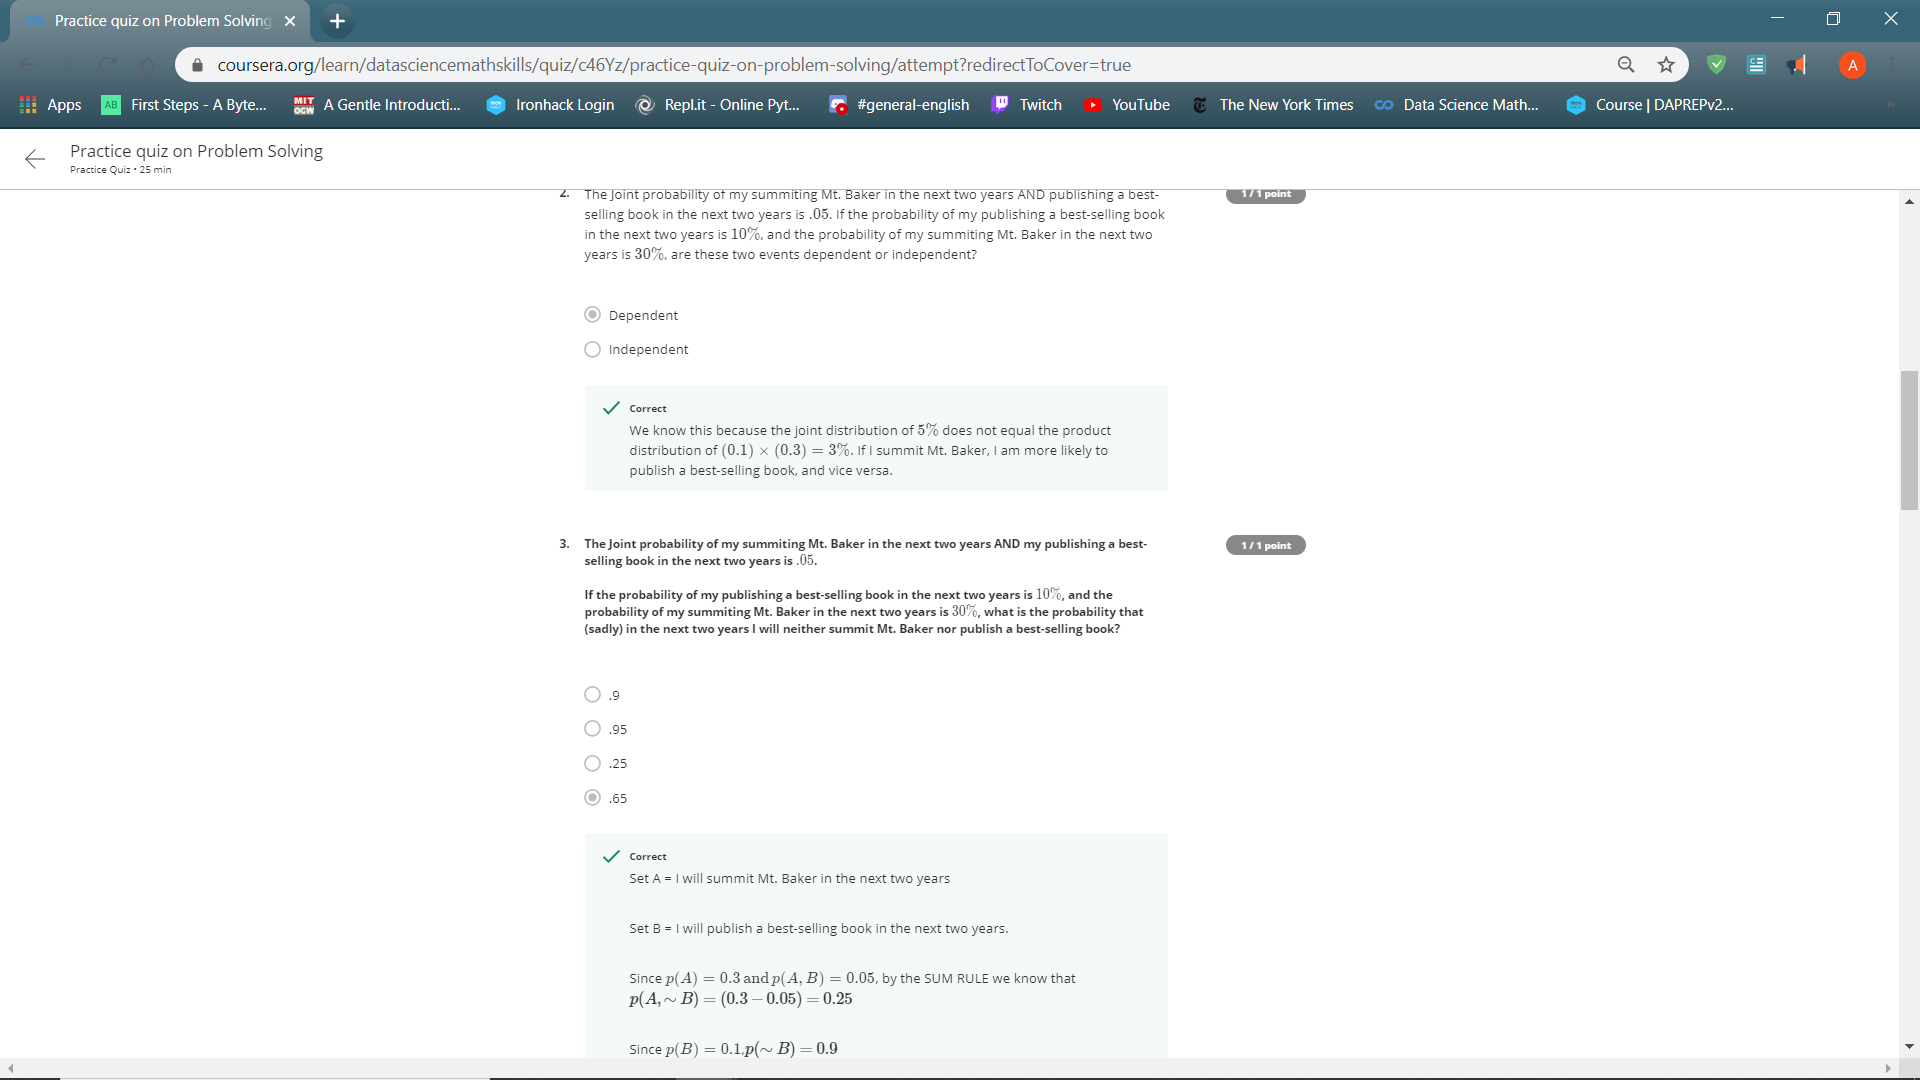 Practice quiz on Problem Solving
coursera.org/learn/datasciencemathskills/quiz/c46Yz/practice-quiz-on-problem-solving/attempt?redirectToCover=true
A
Apps
AB First Steps - A Byte...
MIT OCW A Gentle Introducti...
Ironhack Login
Repl.it - Online Pyt...
#general-english
Twitch
YouTube
The New York Times
Data Science Math...
Course | DAPREPv2...
Practice quiz on Problem Solving
Practice Quiz • 25 min
2. The Joint probability of my summiting Mt. Baker in the next two years AND publishing a best-
1 / 1 point
selling book in the next two years is .05. If the probability of my publishing a best-selling book
in the next two years is 10%, and the probability of my summiting Mt. Baker in the next two
years is 30%, are these two events dependent or independent?
Dependent
Independent
Correct
We know this because the joint distribution of 5% does not equal the product
distribution of (0.1) × (0.3) = 3%. If I summit Mt. Baker, I am more likely to
publish a best-selling book, and vice versa.
3. The Joint probability of my summiting Mt. Baker in the next two years AND my publishing a best-
1 / 1 point
selling book in the next two years is .05.
If the probability of my publishing a best-selling book in the next two years is 10%, and the
probability of my summiting Mt. Baker in the next two years is 30%, what is the probability that
(sadly) in the next two years I will neither summit Mt. Baker nor publish a best-selling book?
.9
.95
.25
.65
Correct
Set A = I will summit Mt. Baker in the next two years
Set B = I will publish a best-selling book in the next two years.
Since p(A) = 0.3 and p(A, B) = 0.05, by the SUM RULE we know that
p(A, ∼ B) = (0.3 − 0.05) = 0.25
Since p(B) = 0.1, p(∼ B) = 0.9